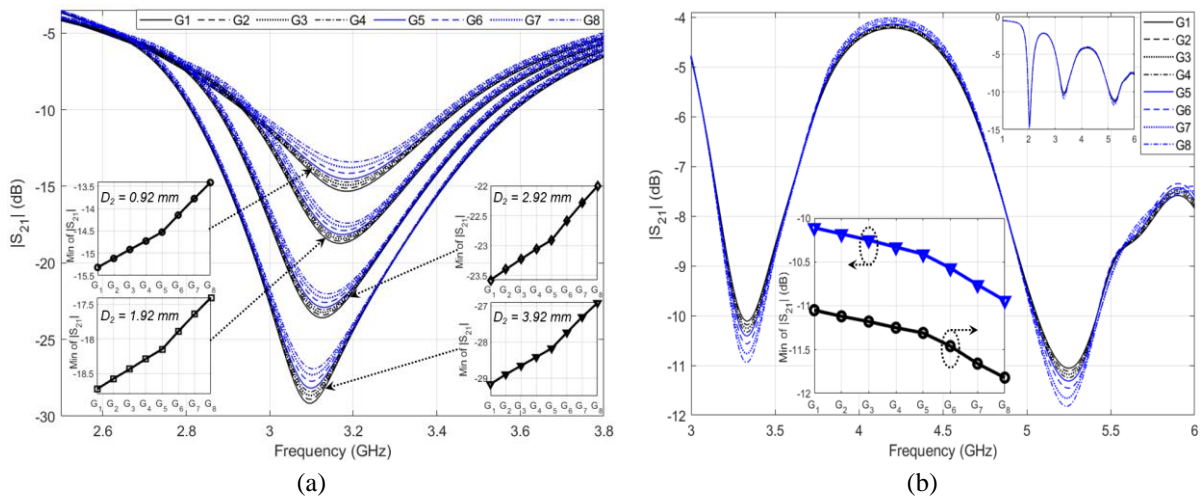 G1 G2 G3 G4 G5 G6 G7 G8
-5
-10
-15
-20
-25
-30
|S21| (dB)
2.6 2.8 3 3.2 3.4 3.6 3.8
Frequency (GHz)
D2 = 0.92 mm
Min of |S21|
-13.5
-14
-14.5
-15
-15.5
G1 G2 G3 G4 G5 G6 G7 G8
D2 = 1.92 mm
Min of |S21|
-17.5
-18
-18.5
G1 G2 G3 G4 G5 G6 G7 G8
D2 = 2.92 mm
Min of |S21|
-22
-22.5
-23
-23.5
G1 G2 G3 G4 G5 G6 G7 G8
D2 = 3.92 mm
Min of |S21|
-27
-28
-29
G1 G2 G3 G4 G5 G6 G7 G8
(a)
-4
-5
-6
-7
-8
-9
-10
-11
-12
|S21| (dB)
3 3.5 4 4.5 5 5.5 6
Frequency (GHz)
0
-5
-10
-15
1 2 3 4 5 6
G1
G2
G3
G4
G5
G6
G7
G8
Min of |S21| (dB)
-10
-10.5
-11
-11.5
-12
G1 G2 G3 G4 G5 G6 G7 G8
(b)